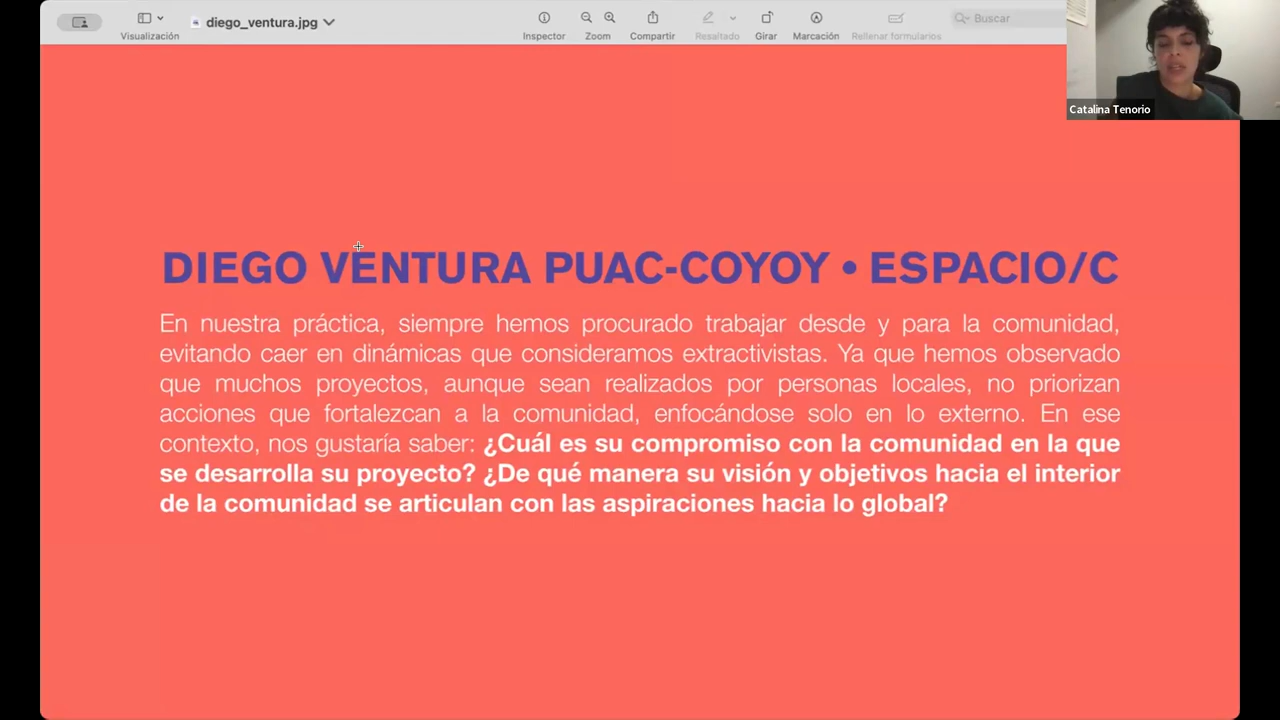 diego_ventura.jpg
Buscar
Visualización
Inspector
Zoom
Compartir
Resaltado
Girar
Marcación
Rellenar formularios
Catalina Tenorio
DIEGO VENTURA PUAC-COYOY • ESPACIO/C
En nuestra práctica, siempre hemos procurado trabajar desde y para la comunidad,
evitando caer en dinámicas que consideramos extractivistas. Ya que hemos observado
que muchos proyectos, aunque sean realizados por personas locales, no priorizan
acciones que fortalezcan a la comunidad, enfocándose solo en lo externo. En ese
contexto, nos gustaría saber: ¿Cuál es su compromiso con la comunidad en la que
se desarrolla su proyecto? ¿De qué manera su visión y objetivos hacia el interior
de la comunidad se articulan con las aspiraciones hacia lo global?